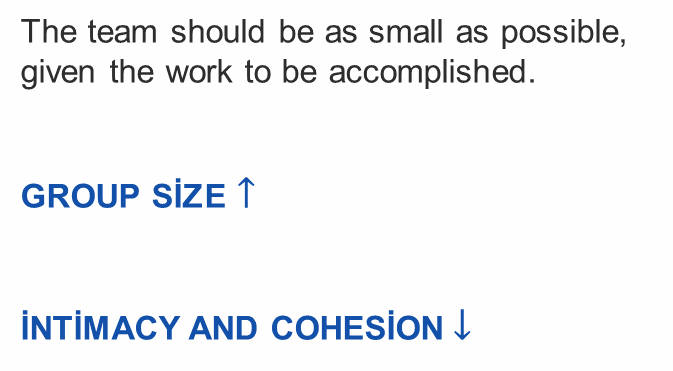 The team should be as small as possible,
given the work to be accomplished.
GROUP SİZE ↑
İNTİMACY AND COHESİON ↓